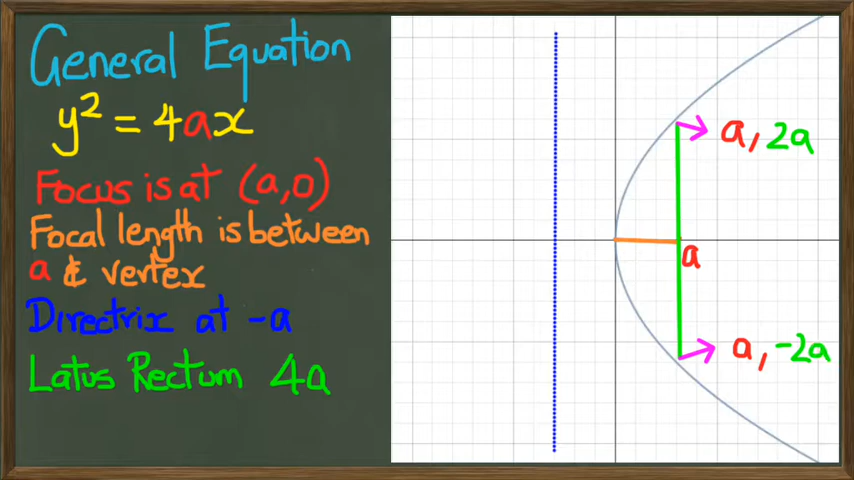 General Equation
y² = 4ax
Focus is at (a,0)
Focal length is between
a & vertex
Directrix at -a
Latus Rectum 4a
a, 2a
a
a, -2a